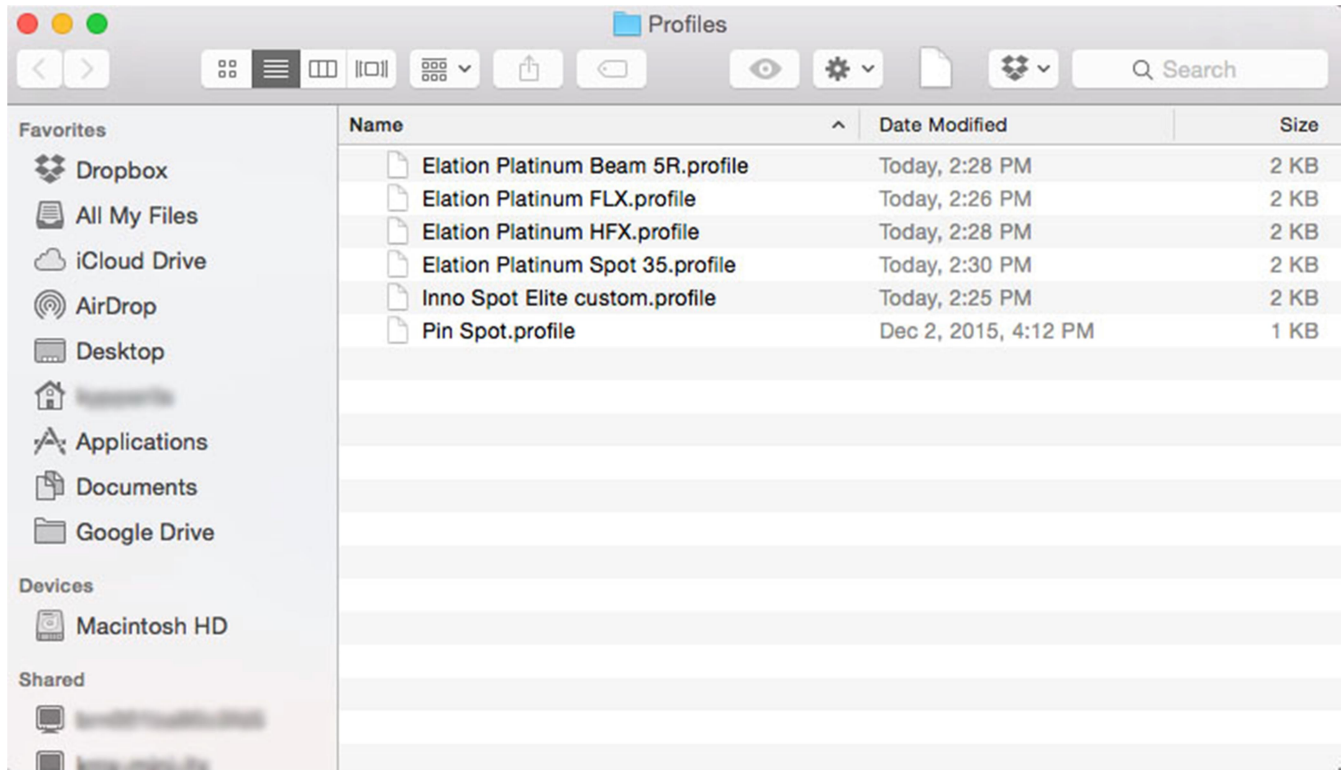 Profiles
Search
Favorites
Dropbox
All My Files
iCloud Drive
AirDrop
Desktop
Applications
Documents
Google Drive
Devices
Macintosh HD
Shared
Name Date Modified Size
Elation Platinum Beam 5R.profile Today, 2:28 PM 2 KB
Elation Platinum FLX.profile Today, 2:26 PM 2 KB
Elation Platinum HFX.profile Today, 2:28 PM 2 KB
Elation Platinum Spot 35.profile Today, 2:30 PM 2 KB
Inno Spot Elite custom.profile Today, 2:25 PM 2 KB
Pin Spot.profile Dec 2, 2015, 4:12 PM 1 KB